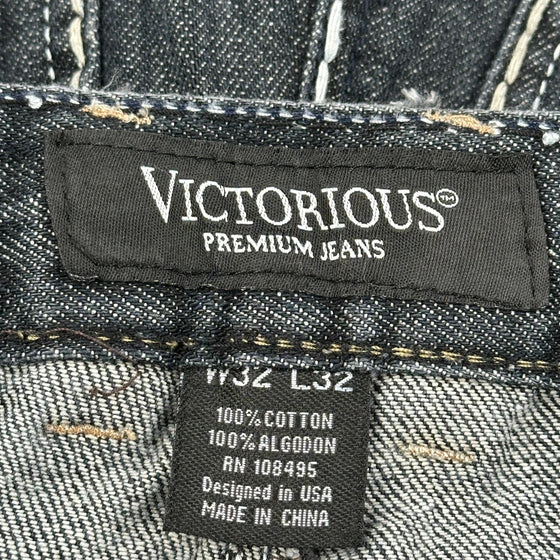 VICTORIOUS™
PREMIUM JEANS
W32 L32
100% COTTON
100% ALGODON
RN 108495
Designed in USA
MADE IN CHINA